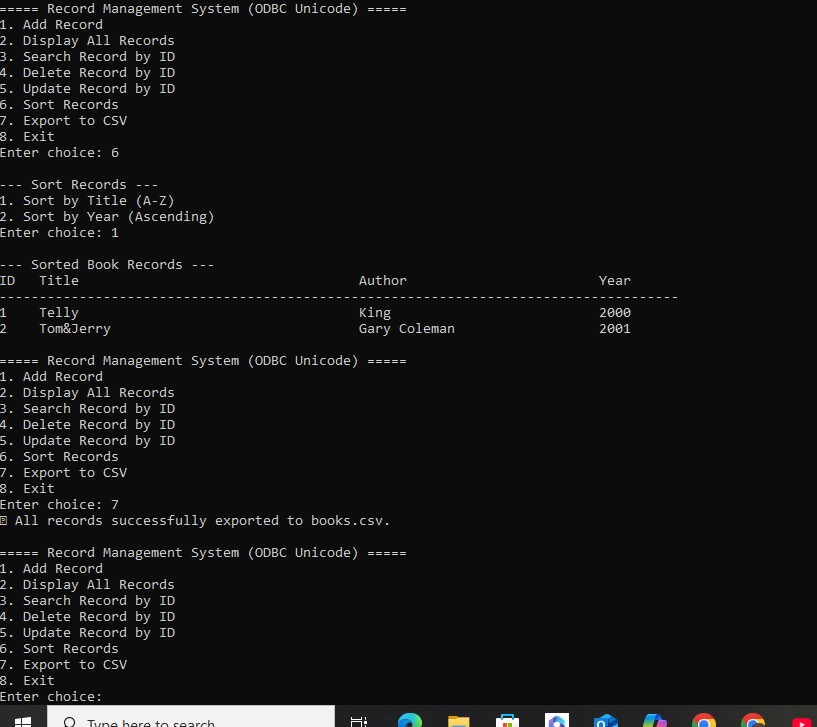 ===== Record Management System (ODBC Unicode) =====
1. Add Record
2. Display All Records
3. Search Record by ID
4. Delete Record by ID
5. Update Record by ID
6. Sort Records
7. Export to CSV
8. Exit
Enter choice: 6
--- Sort Records ---
1. Sort by Title (A-Z)
2. Sort by Year (Ascending)
Enter choice: 1
--- Sorted Book Records ---
ID Title Author Year
-------------------------------------------------------------------------------------
1 Telly King 2000
2 Tom&Jerry Gary Coleman 2001
===== Record Management System (ODBC Unicode) =====
1. Add Record
2. Display All Records
3. Search Record by ID
4. Delete Record by ID
5. Update Record by ID
6. Sort Records
7. Export to CSV
8. Exit
Enter choice: 7
All records successfully exported to books.csv.
===== Record Management System (ODBC Unicode) =====
1. Add Record
2. Display All Records
3. Search Record by ID
4. Delete Record by ID
5. Update Record by ID
6. Sort Records
7. Export to CSV
8. Exit
Enter choice:
Type here to search